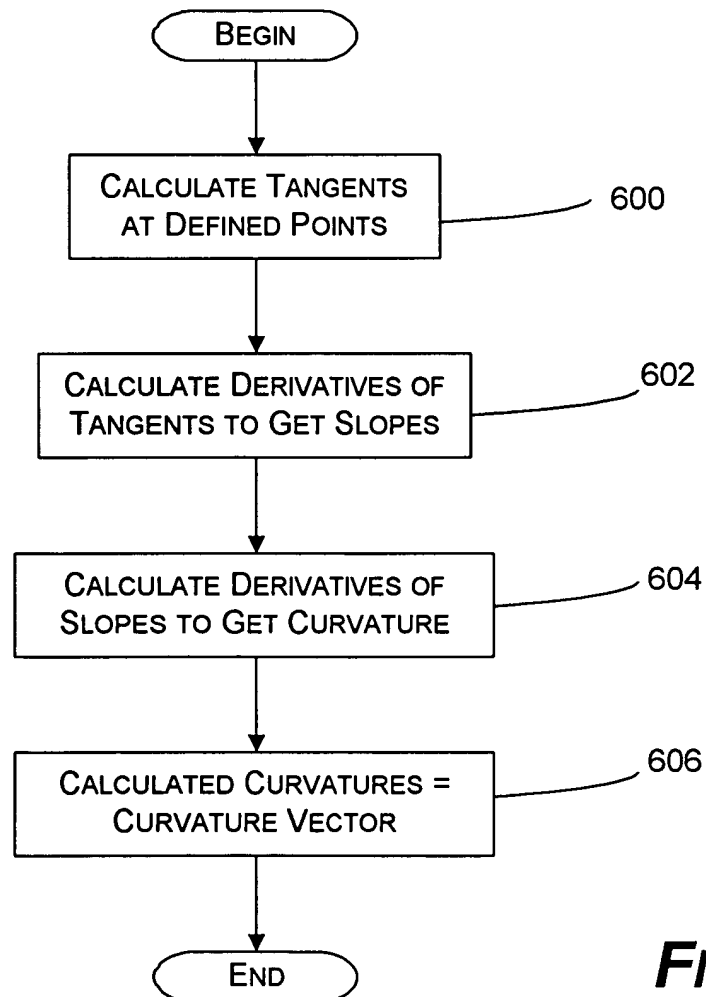 BEGIN
CALCULATE TANGENTS
AT DEFINED POINTS
600
CALCULATE DERIVATIVES OF
TANGENTS TO GET SLOPES
602
CALCULATE DERIVATIVES OF
SLOPES TO GET CURVATURE
604
CALCULATED CURVATURES =
CURVATURE VECTOR
606
END